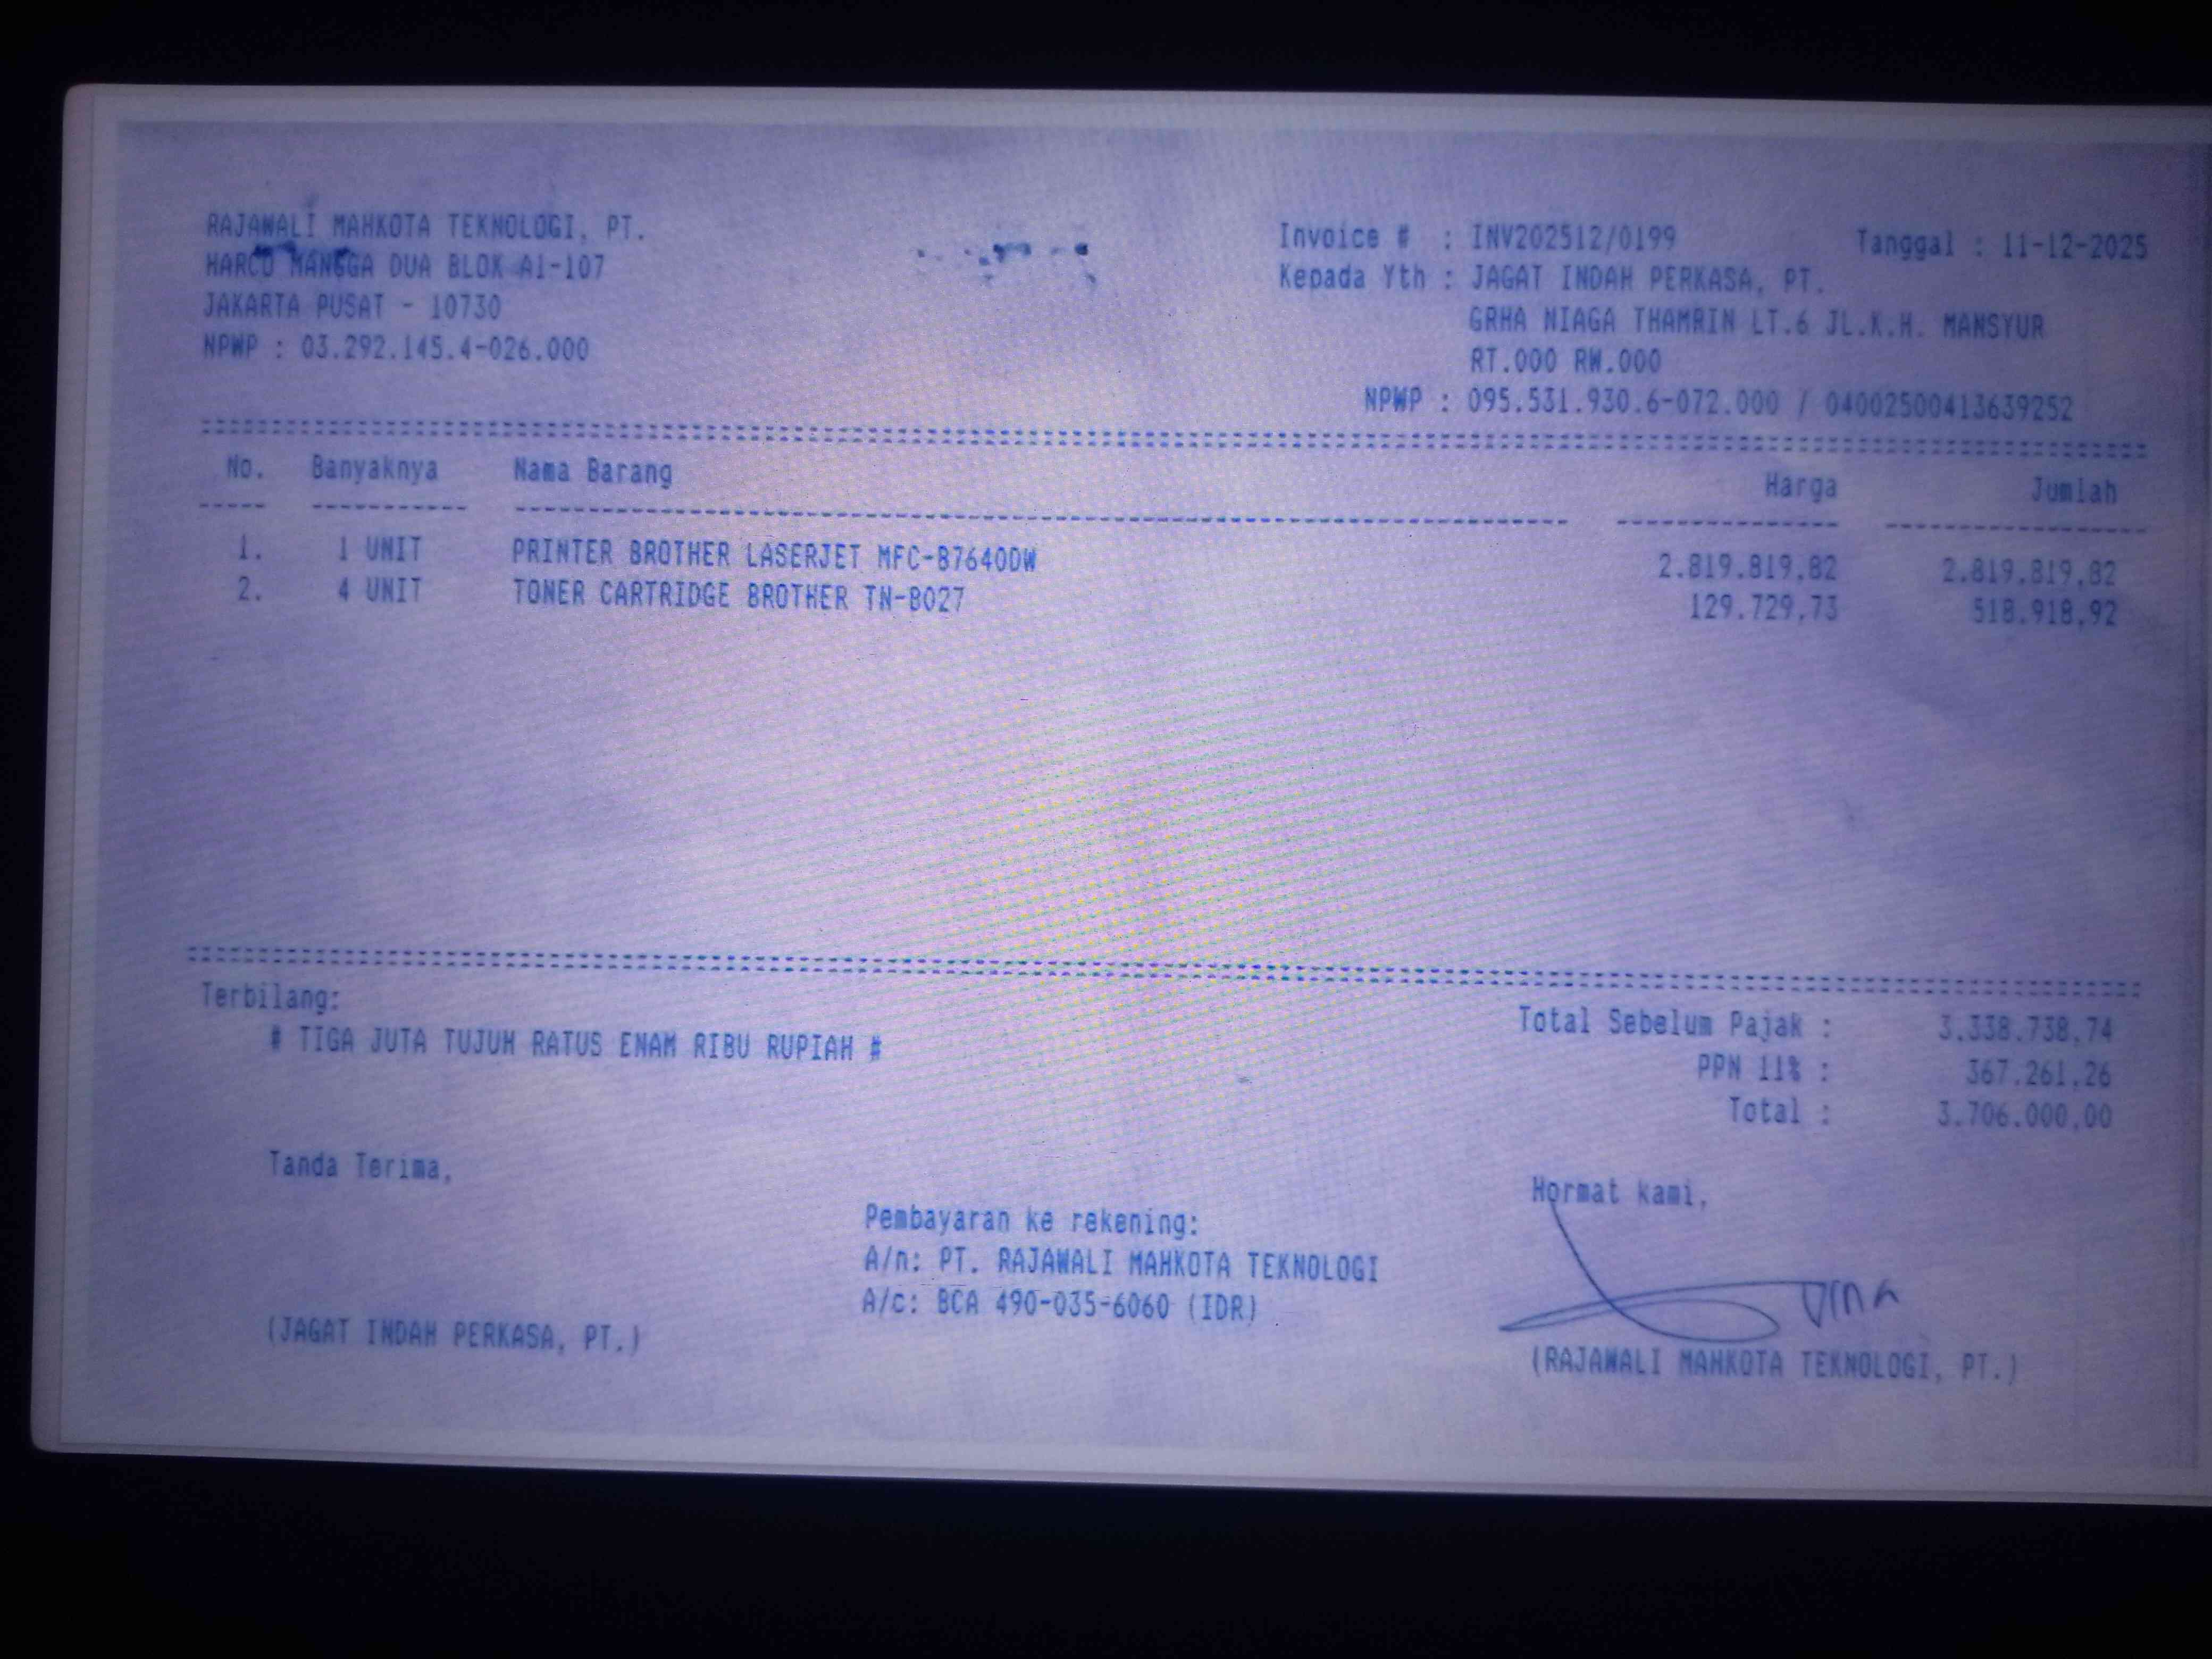 RAJAWALI MAHKOTA TEKNOLOGI, PT.
HARCO MANGGA DUA BLOK A1-107
JAKARTA PUSAT - 10730
NPWP : 03.292.145.4-026.000
Invoice # : INV202512/0199 Tanggal : 11-12-2025
Kepada Yth : JAGAT INDAH PERKASA, PT.
GRHA NIAGA THAMRIN LT.6 JL.K.H. MANSYUR
RT.000 RW.000
NPWP : 095.531.930.6-072.000 / 04002500413639252
No. Banyaknya Nama Barang Harga Jumlah
1. 1 UNIT PRINTER BROTHER LASERJET MFC-B7640DW 2.819.819,82 2.819.819,82
2. 4 UNIT TONER CARTRIDGE BROTHER TN-B027 129.729,73 518.918,92
Terbilang:
# TIGA JUTA TUJUH RATUS ENAM RIBU RUPIAH #
Total Sebelum Pajak : 3.338.738,74
PPN 11% : 367.261,26
Total : 3.706.000,00
Tanda Terima,
(JAGAT INDAH PERKASA, PT.)
Pembayaran ke rekening:
A/n: PT. RAJAWALI MAHKOTA TEKNOLOGI
A/c: BCA 490-035-6060 (IDR)
Hormat kami,
(RAJAWALI MAHKOTA TEKNOLOGI, PT.)